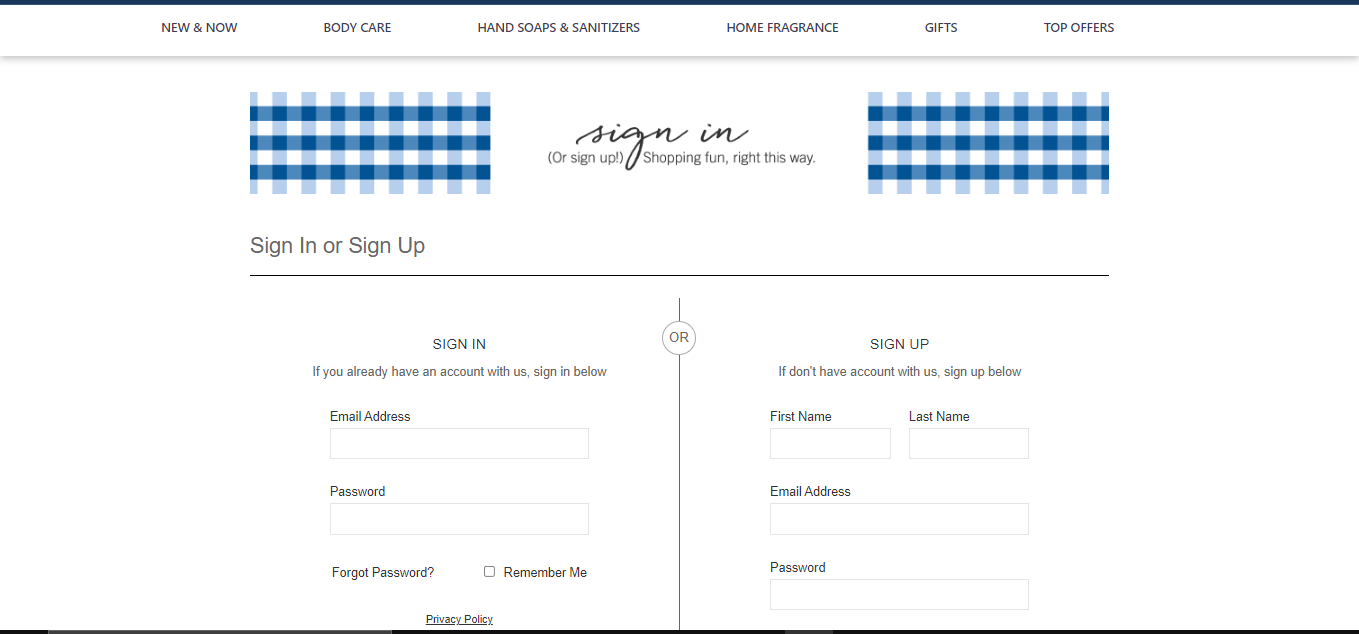 NEW & NOW BODY CARE HAND SOAPS & SANITIZERS HOME FRAGRANCE GIFTS TOP OFFERS
sign in
(Or sign up!) Shopping fun, right this way.
Sign In or Sign Up
OR
SIGN IN
If you already have an account with us, sign in below
Email Address
Password
Forgot Password? Remember Me
Privacy Policy
SIGN UP
If don't have account with us, sign up below
First Name Last Name
Email Address
Password